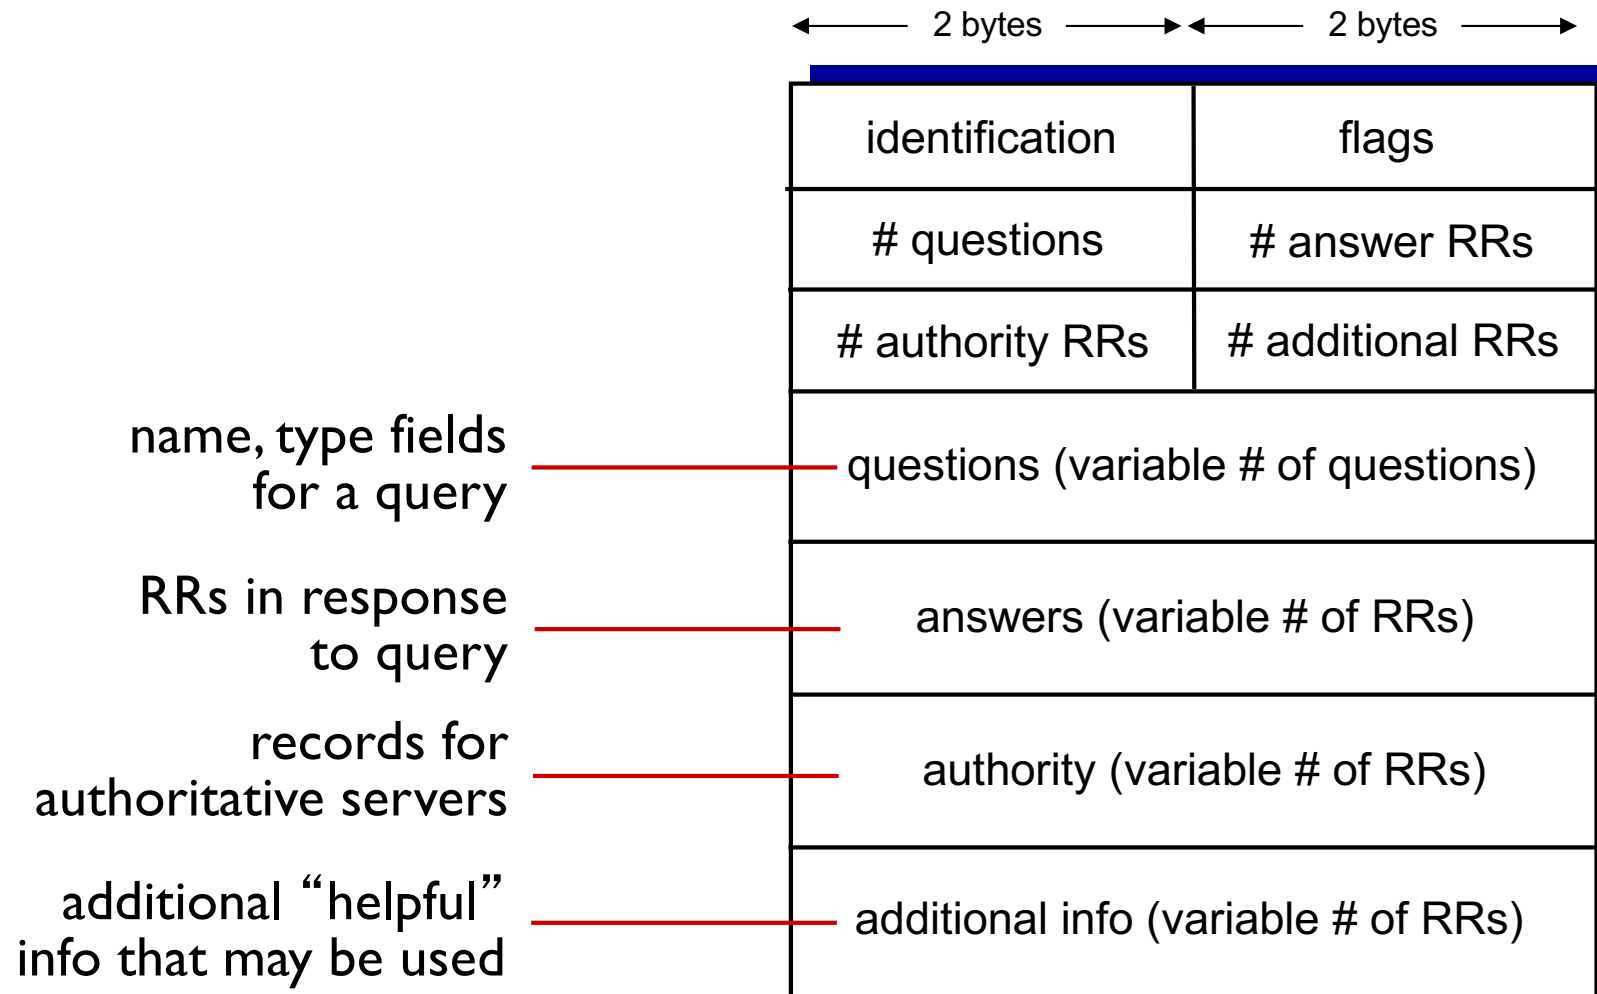 2 bytes 2 bytes
identification flags
# questions # answer RRs
# authority RRs # additional RRs
name, type fields
for a query
questions (variable # of questions)
RRs in response
to query
answers (variable # of RRs)
records for
authoritative servers
authority (variable # of RRs)
additional “helpful”
info that may be used
additional info (variable # of RRs)